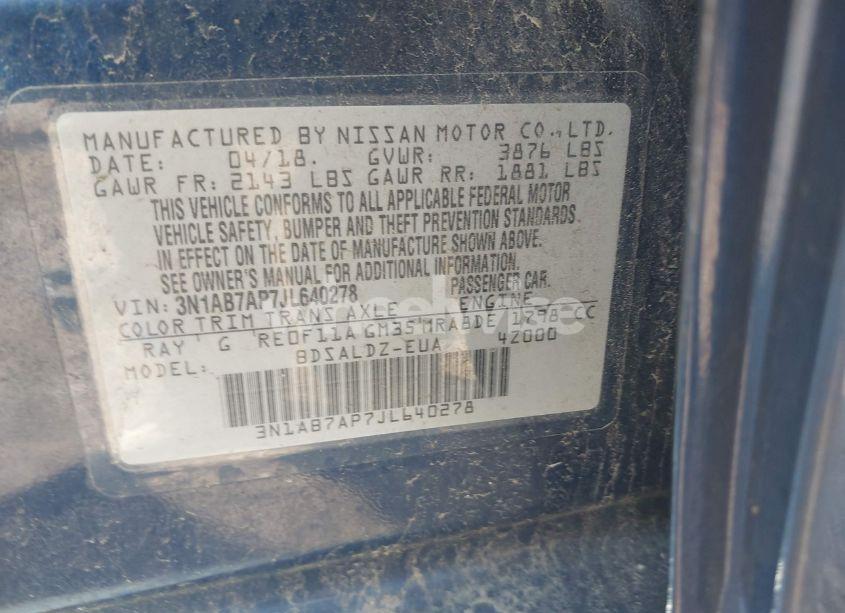 MANUFACTURED BY NISSAN MOTOR CO., LTD.
DATE: 04/18. GVWR: 3876 LBS
GAWR FR: 2143 LBS GAWR RR: 1881 LBS
THIS VEHICLE CONFORMS TO ALL APPLICABLE FEDERAL MOTOR
VEHICLE SAFETY, BUMPER AND THEFT PREVENTION STANDARDS
IN EFFECT ON THE DATE OF MANUFACTURE SHOWN ABOVE.
SEE OWNER'S MANUAL FOR ADDITIONAL INFORMATION.
VIN: 3N1AB7AP7JL640278 PASSENGER CAR.
COLOR TRIM TRANS AXLE ENGINE
RAY G RE0F11A GM35 MRA8DE 1798 CC
MODEL: BDSALDZ-EUA 42000
3N1AB7AP7JL640278